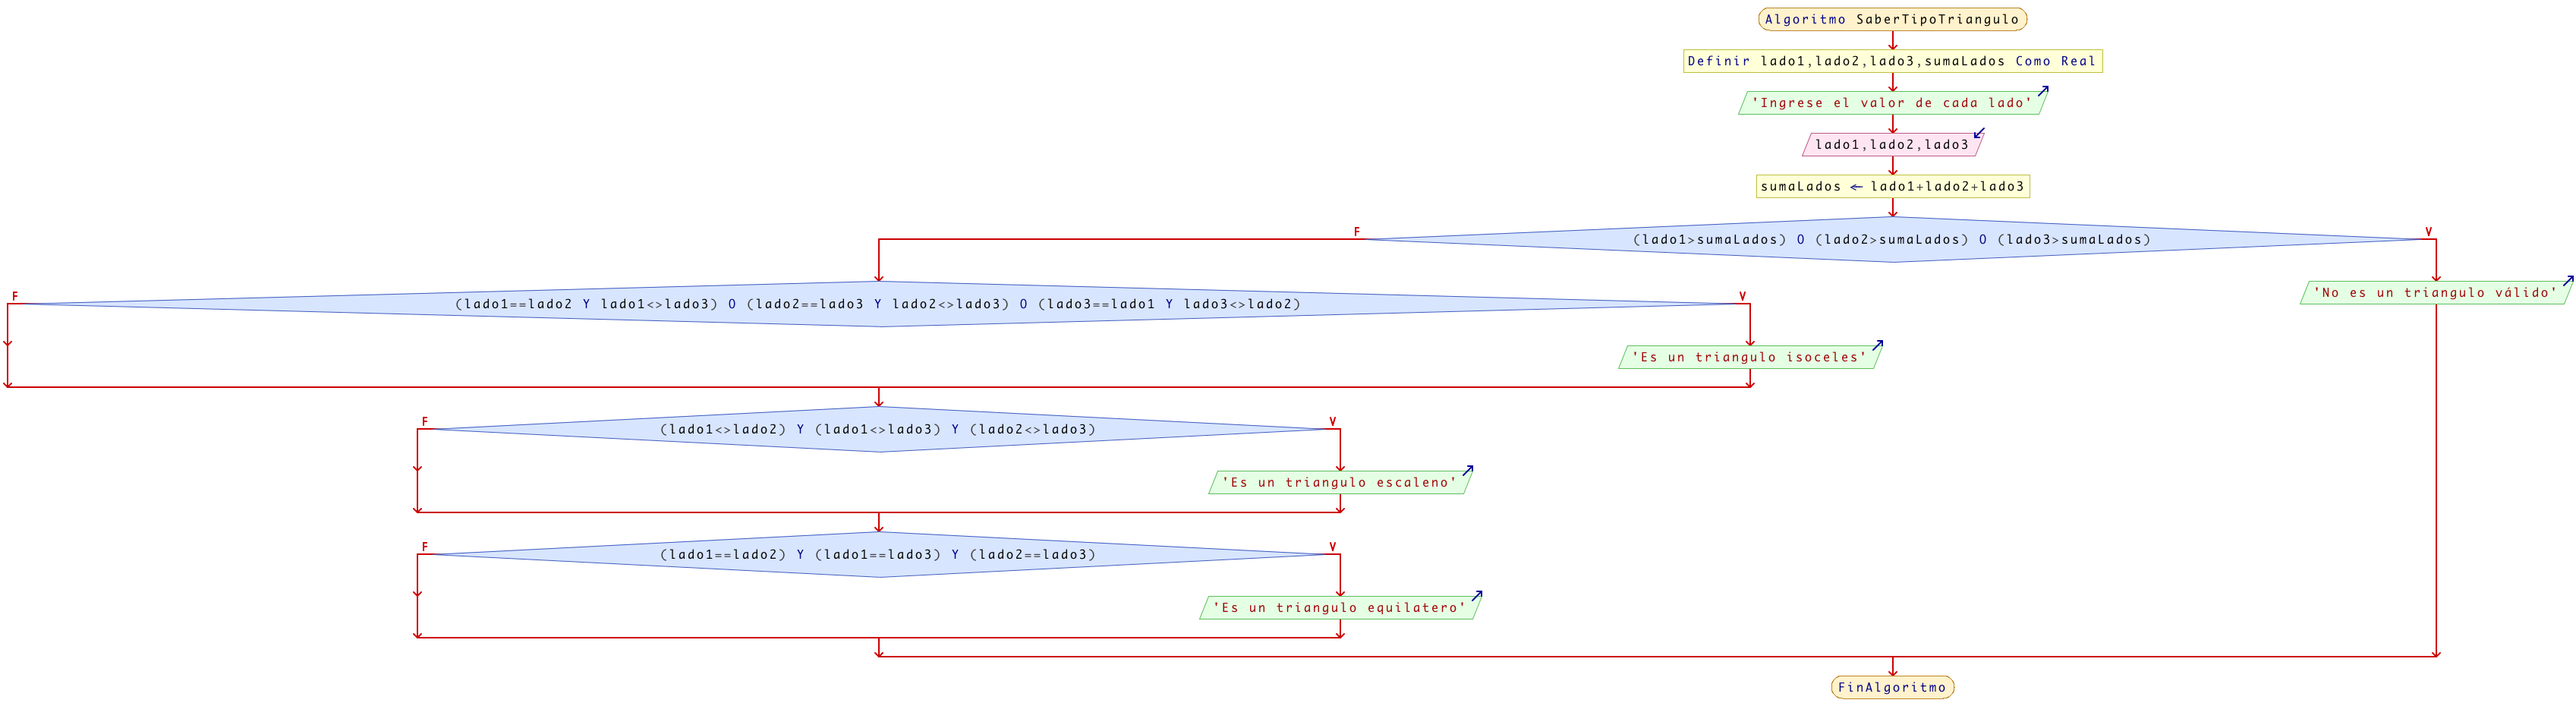 Algoritmo SaberTipoTriangulo
Definir lado1,lado2,lado3,sumaLados Como Real
'Ingrese el valor de cada lado'
lado1,lado2,lado3
sumaLados ← lado1+lado2+lado3
F
(lado1>sumaLados) O (lado2>sumaLados) O (lado3>sumaLados)
V
'No es un triangulo válido'
F
(lado1==lado2 Y lado1<>lado3) O (lado2==lado3 Y lado2<>lado3) O (lado3==lado1 Y lado3<>lado2)
V
'Es un triangulo isoceles'
F
(lado1<>lado2) Y (lado1<>lado3) Y (lado2<>lado3)
V
'Es un triangulo escaleno'
F
(lado1==lado2) Y (lado1==lado3) Y (lado2==lado3)
V
'Es un triangulo equilatero'
FinAlgoritmo